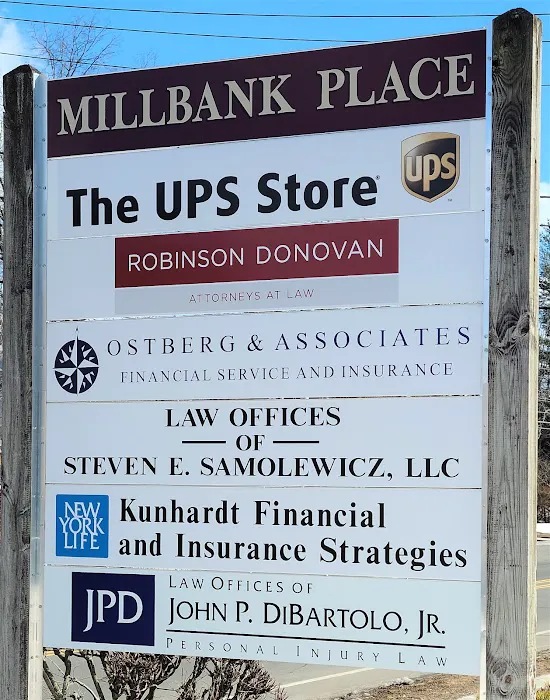 MILLBANK PLACE
The UPS Store®
ups
ROBINSON DONOVAN
ATTORNEYS AT LAW
OSTBERG & ASSOCIATES
FINANCIAL SERVICE AND INSURANCE
LAW OFFICES
OF
STEVEN E. SAMOLEWICZ, LLC
NEW
YORK
LIFE
Kunhardt Financial
and Insurance Strategies
JPD
LAW OFFICES OF
JOHN P. DIBARTOLO, JR.
PERSONAL INJURY LAW